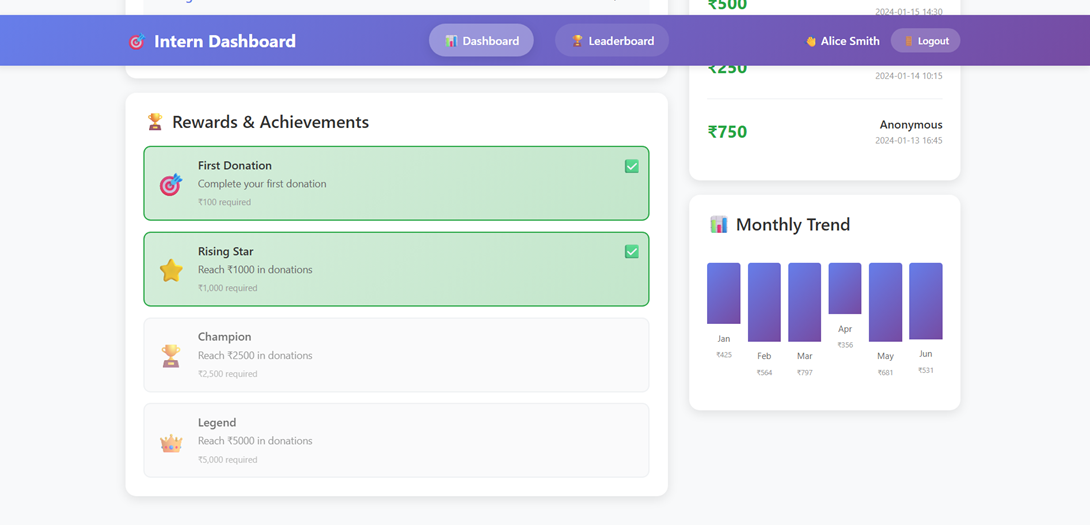 ₹500
2024-01-15 14:30
Intern Dashboard
Dashboard
Leaderboard
Alice Smith
Logout
₹250
2024-01-14 10:15
₹750
Anonymous
2024-01-13 16:45
Rewards & Achievements
First Donation
Complete your first donation
₹100 required
Rising Star
Reach ₹1000 in donations
₹1,000 required
Champion
Reach ₹2500 in donations
₹2,500 required
Legend
Reach ₹5000 in donations
₹5,000 required
Monthly Trend
Jan
₹425
Feb
₹564
Mar
₹797
Apr
₹356
May
₹681
Jun
₹531